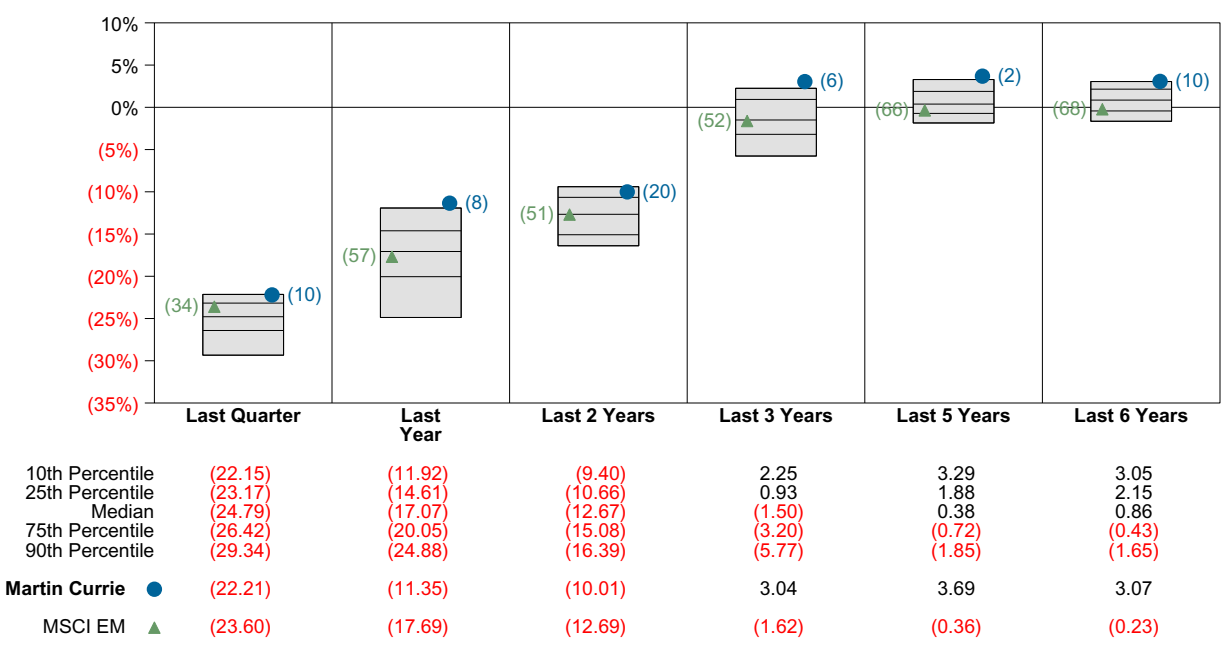 10%
5%
0%
(5%)
(10%)
(15%)
(20%)
(25%)
(30%)
(35%)
(34) (10)
(57) (8)
(51) (20)
(52) (6)
(66) (2)
(68) (10)
Last Quarter Last Year Last 2 Years Last 3 Years Last 5 Years Last 6 Years
10th Percentile (22.15) (11.92) (9.40) 2.25 3.29 3.05
25th Percentile (23.17) (14.61) (10.66) 0.93 1.88 2.15
Median (24.79) (17.07) (12.67) (1.50) 0.38 0.86
75th Percentile (26.42) (20.05) (15.08) (3.20) (0.72) (0.43)
90th Percentile (29.34) (24.88) (16.39) (5.77) (1.85) (1.65)
Martin Currie (22.21) (11.35) (10.01) 3.04 3.69 3.07
MSCI EM (23.60) (17.69) (12.69) (1.62) (0.36) (0.23)